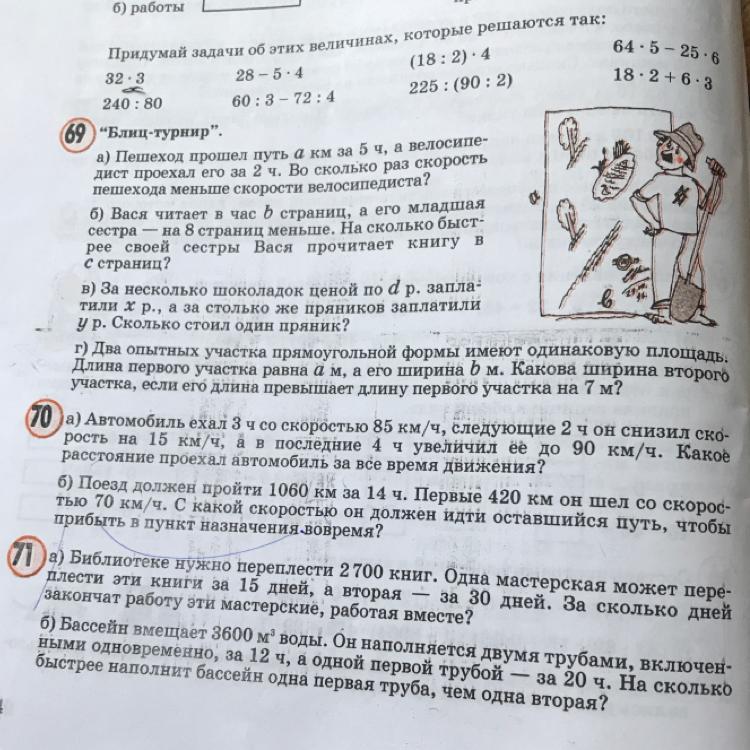 б) работы
Придумай задачи об этих величинах, которые решаются так:
32 · 3 28 – 5 · 4 (18 : 2) · 4 64 · 5 – 25 · 6
240 : 80 60 : 3 – 72 : 4 225 : (90 : 2) 18 · 2 + 6 · 3
69 "Блиц-турнир".
а) Пешеход прошел путь a км за 5 ч, а велосипе-
дист проехал его за 2 ч. Во сколько раз скорость
пешехода меньше скорости велосипедиста?
б) Вася читает в час b страниц, а его младшая
сестра — на 8 страниц меньше. На сколько быст-
рее своей сестры Вася прочитает книгу в
c страниц?
в) За несколько шоколадок ценой по d р. запла-
тили x р., а за столько же пряников заплатили
y р. Сколько стоил один пряник?
a
b
г) Два опытных участка прямоугольной формы имеют одинаковую площадь.
Длина первого участка равна a м, а его ширина b м. Какова ширина второго
участка, если его длина превышает длину первого участка на 7 м?
70 а) Автомобиль ехал 3 ч со скоростью 85 км/ч, следующие 2 ч он снизил ско-
рость на 15 км/ч, а в последние 4 ч увеличил ее до 90 км/ч. Какое
расстояние проехал автомобиль за все время движения?
б) Поезд должен пройти 1060 км за 14 ч. Первые 420 км он шел со скорос-
тью 70 км/ч. С какой скоростью он должен идти оставшийся путь, чтобы
прибыть в пункт назначения вовремя?
71 а) Библиотеке нужно переплести 2700 книг. Одна мастерская может пере-
плести эти книги за 15 дней, а вторая — за 30 дней. За сколько дней
закончат работу эти мастерские, работая вместе?
б) Бассейн вмещает 3600 м³ воды. Он наполняется двумя трубами, включен-
ными одновременно, за 12 ч, а одной первой трубой — за 20 ч. На сколько
быстрее наполнит бассейн одна первая труба, чем одна вторая?